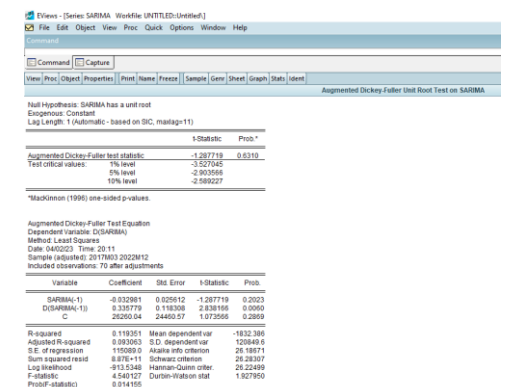 EViews - [Series: SARIMA Workfile: UNTITLED::Untitled\]
File Edit Object View Proc Quick Options Window Help
Command
Command Capture
View Proc Object Properties Print Name Freeze Sample Genr Sheet Graph Stats Ident
Augmented Dickey-Fuller Unit Root Test on SARIMA
Null Hypothesis: SARIMA has a unit root
Exogenous: Constant
Lag Length: 1 (Automatic - based on SIC, maxlag=11)
t-Statistic Prob.*
Augmented Dickey-Fuller test statistic -1.287719 0.6310
Test critical values: 1% level -3.527045
5% level -2.903566
10% level -2.589227
*MacKinnon (1996) one-sided p-values.
Augmented Dickey-Fuller Test Equation
Dependent Variable: D(SARIMA)
Method: Least Squares
Date: 04/02/23 Time: 20:11
Sample (adjusted): 2017M03 2022M12
Included observations: 70 after adjustments
Variable Coefficient Std. Error t-Statistic Prob.
SARIMA(-1) -0.032981 0.025612 -1.287719 0.2023
D(SARIMA(-1)) 0.335779 0.118308 2.838166 0.0060
C 26260.04 24460.57 1.073566 0.2869
R-squared 0.119351 Mean dependent var -1832.386
Adjusted R-squared 0.093063 S.D. dependent var 120849.6
S.E. of regression 115089.0 Akaike info criterion 26.18671
Sum squared resid 8.87E+11 Schwarz criterion 26.28307
Log likelihood -913.5348 Hannan-Quinn criter. 26.22499
F-statistic 4.540127 Durbin-Watson stat 1.927950
Prob(F-statistic) 0.014155